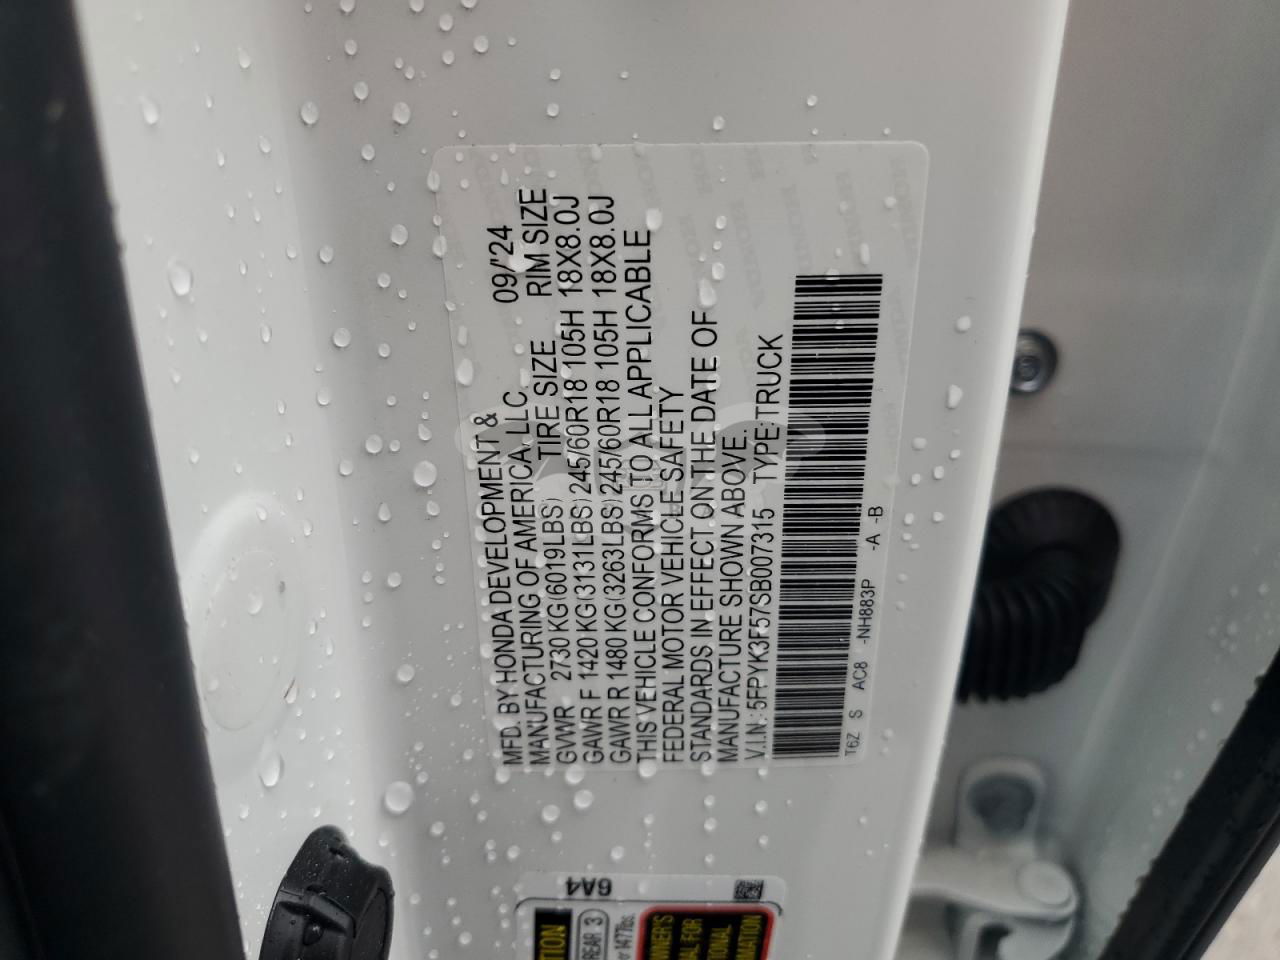 MFD. BY HONDA DEVELOPMENT &
MANUFACTURING OF AMERICA, LLC. 09/'24
GVWR 2730 KG(6019LBS) TIRE SIZE RIM SIZE
GAWR F 1420 KG(3131LBS) 245/60R18 105H 18X8.0J
GAWR R 1480 KG(3263LBS) 245/60R18 105H 18X8.0J
THIS VEHICLE CONFORMS TO ALL APPLICABLE
FEDERAL MOTOR VEHICLE SAFETY
STANDARDS IN EFFECT ON THE DATE OF
MANUFACTURE SHOWN ABOVE.
V.I.N.: 5FPYK3F57SB007315 TYPE:TRUCK
T6Z S AC8 -NH883P -A -B
6A4
REAR 3